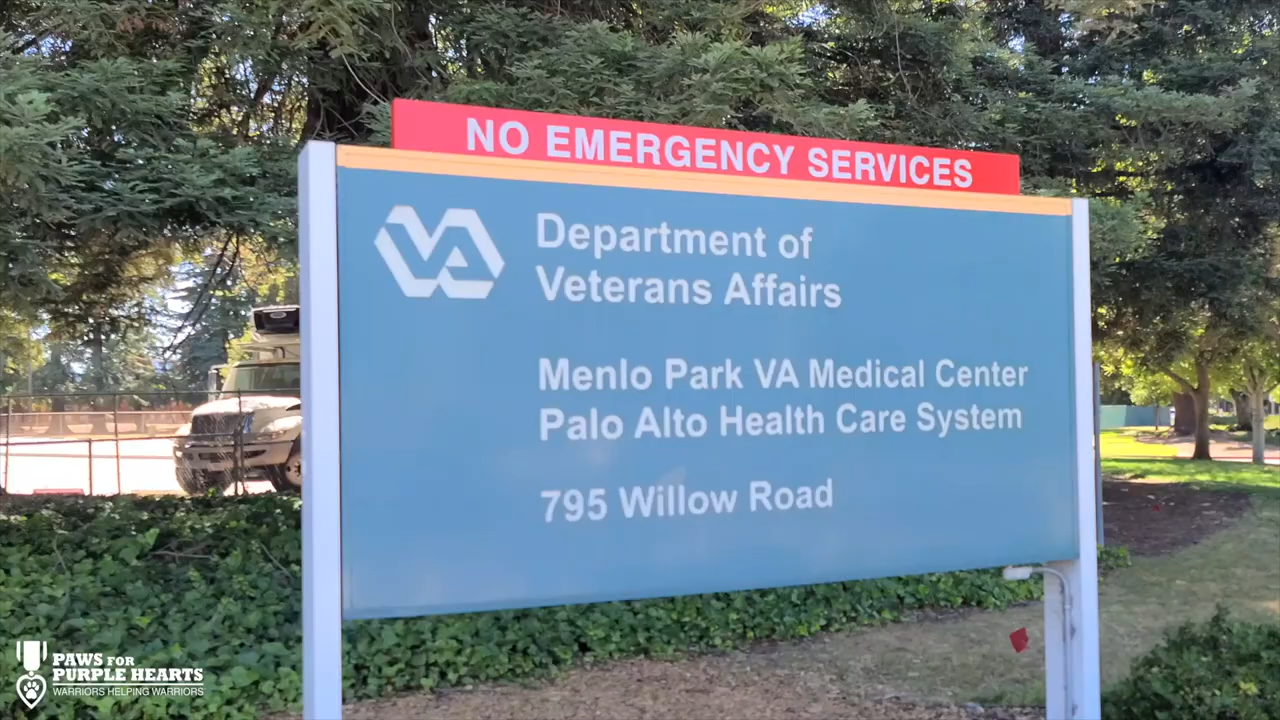 NO EMERGENCY SERVICES
VA
Department of
Veterans Affairs
Menlo Park VA Medical Center
Palo Alto Health Care System
795 Willow Road
PAWS FOR
PURPLE HEARTS
WARRIORS HELPING WARRIORS